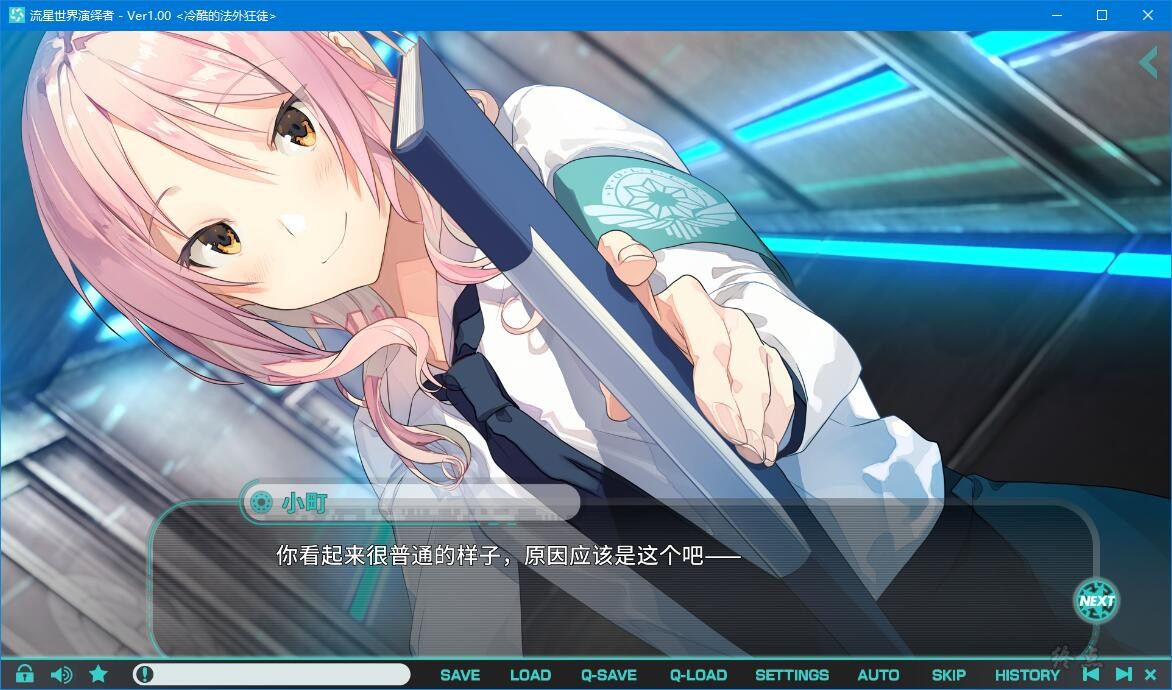 流星世界演绎者 - Ver1.00 <冷酷的法外狂徒>
小町
你看起来很普通的样子，原因应该是这个吧——
NEXT
SAVE
LOAD
Q-SAVE
Q-LOAD
SETTINGS
AUTO
SKIP
HISTORY